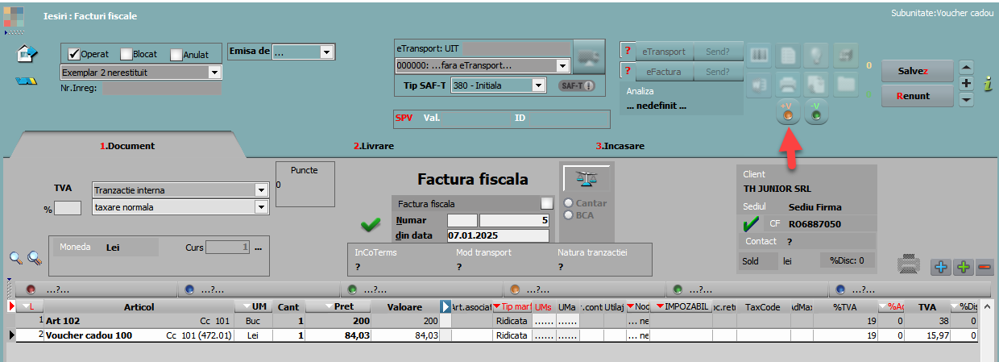 Iesiri : Facturi fiscale
Subunitate:Voucher cadou
Operat Blocat Anulat
Emisa de ...
Exemplar 2 nerestituit
Nr.Inreg:
eTransport: UIT
000000: ...fara eTransport...
Tip SAF-T 380 - Initiala SAF-T
SPV Val. ID
? eTransport Send?
? eFactura Send?
Analiza
... nedefinit ...
0
0
+V -V
Salvez
Renunt
1.Document 2.Livrare 3.Incasare
TVA Tranzactie interna
% taxare normala
Puncte
0
Moneda Lei Curs 1 ...
Factura fiscala
Factura fiscala
Numar 5
din data 07.01.2025
Cantar
BCA
InCoTerms Mod transport Natura tranzactiei
? ? ?
Client
TH JUNIOR SRL
Sediul Sediu Firma
CF RO6887050
Contact ?
Sold lei %Disc: 0
...?... ...?... ...?... ...?... ...?... ...?...
L Articol UM Cant Pret Valoare Art.asociat Tip marf UMs UMa r.cont Utilaj Noc IMPOZABIL oc.retu TaxCode AdMa: %TVA %Ac TVA %Dis
1 Art 102 Cc 101 Buc 1 200 200 Ridicata ...... ...... ... ne 19 0 38 0
2 Voucher cadou 100 Cc 101 (472.01) Lei 1 84,03 84,03 Ridicata ...... ...... ... ne 19 0 15,97 0